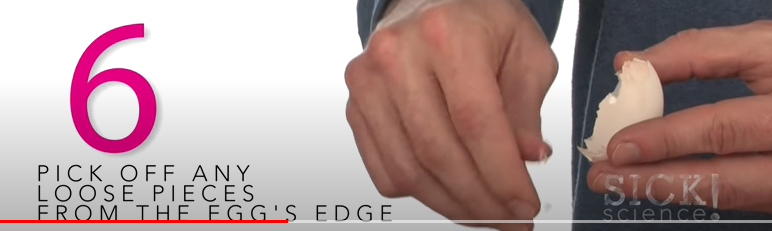 6
PICK OFF ANY
LOOSE PIECES
FROM THE EGG'S EDGE
SICK!
science